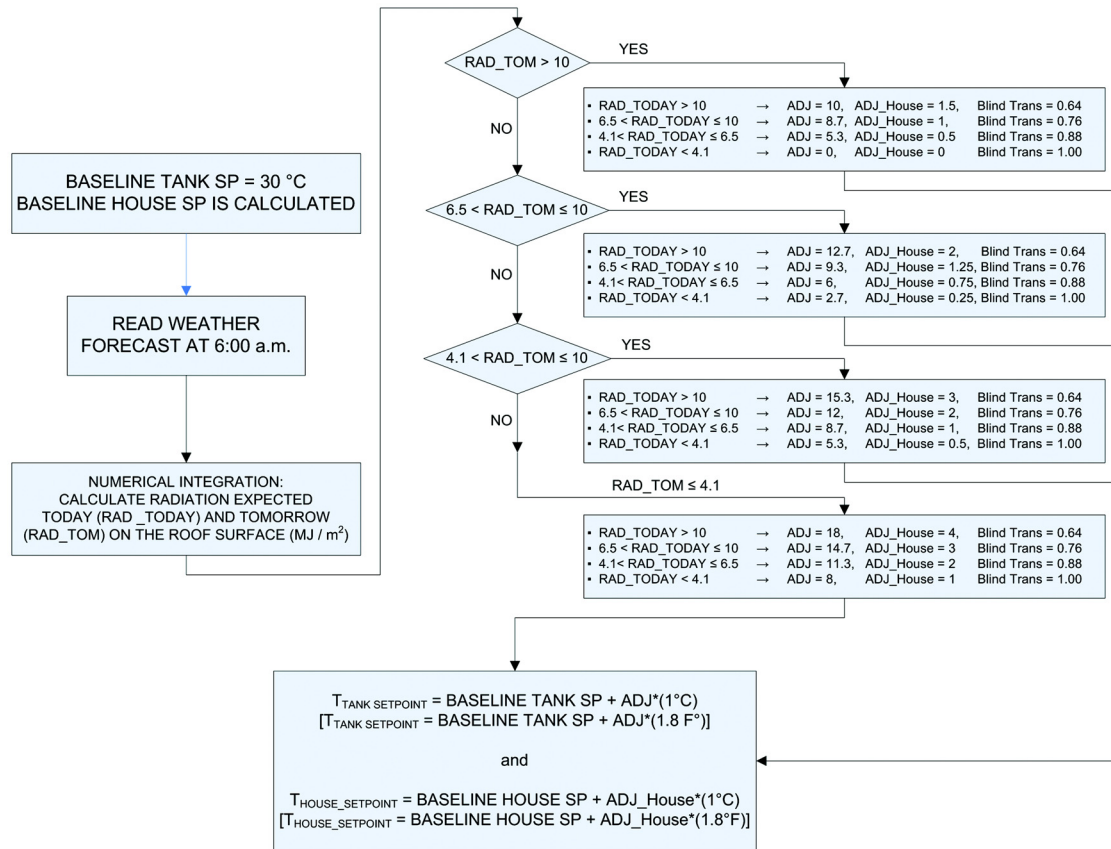 BASELINE TANK SP = 30 °C
BASELINE HOUSE SP IS CALCULATED
READ WEATHER
FORECAST AT 6:00 a.m.
NUMERICAL INTEGRATION:
CALCULATE RADIATION EXPECTED
TODAY (RAD _TODAY) AND TOMORROW
(RAD_TOM) ON THE ROOF SURFACE (MJ / m²)
RAD_TOM > 10
YES
▪ RAD_TODAY > 10 → ADJ = 10, ADJ_House = 1.5, Blind Trans = 0.64
▪ 6.5 < RAD_TODAY ≤ 10 → ADJ = 8.7, ADJ_House = 1, Blind Trans = 0.76
▪ 4.1< RAD_TODAY ≤ 6.5 → ADJ = 5.3, ADJ_House = 0.5 Blind Trans = 0.88
▪ RAD_TODAY < 4.1 → ADJ = 0, ADJ_House = 0 Blind Trans = 1.00
NO
6.5 < RAD_TOM ≤ 10
YES
▪ RAD_TODAY > 10 → ADJ = 12.7, ADJ_House = 2, Blind Trans = 0.64
▪ 6.5 < RAD_TODAY ≤ 10 → ADJ = 9.3, ADJ_House = 1.25, Blind Trans = 0.76
▪ 4.1< RAD_TODAY ≤ 6.5 → ADJ = 6, ADJ_House = 0.75, Blind Trans = 0.88
▪ RAD_TODAY < 4.1 → ADJ = 2.7, ADJ_House = 0.25, Blind Trans = 1.00
NO
4.1 < RAD_TOM ≤ 10
YES
▪ RAD_TODAY > 10 → ADJ = 15.3, ADJ_House = 3, Blind Trans = 0.64
▪ 6.5 < RAD_TODAY ≤ 10 → ADJ = 12, ADJ_House = 2, Blind Trans = 0.76
▪ 4.1< RAD_TODAY ≤ 6.5 → ADJ = 8.7, ADJ_House = 1, Blind Trans = 0.88
▪ RAD_TODAY < 4.1 → ADJ = 5.3, ADJ_House = 0.5, Blind Trans = 1.00
NO
RAD_TOM ≤ 4.1
▪ RAD_TODAY > 10 → ADJ = 18, ADJ_House = 4, Blind Trans = 0.64
▪ 6.5 < RAD_TODAY ≤ 10 → ADJ = 14.7, ADJ_House = 3 Blind Trans = 0.76
▪ 4.1< RAD_TODAY ≤ 6.5 → ADJ = 11.3, ADJ_House = 2 Blind Trans = 0.88
▪ RAD_TODAY < 4.1 → ADJ = 8, ADJ_House = 1 Blind Trans = 1.00
T TANK SETPOINT = BASELINE TANK SP + ADJ*(1°C)
[T TANK SETPOINT = BASELINE TANK SP + ADJ*(1.8 F°)]
and
T HOUSE_SETPOINT = BASELINE HOUSE SP + ADJ_House*(1°C)
[T HOUSE_SETPOINT = BASELINE HOUSE SP + ADJ_House*(1.8°F)]